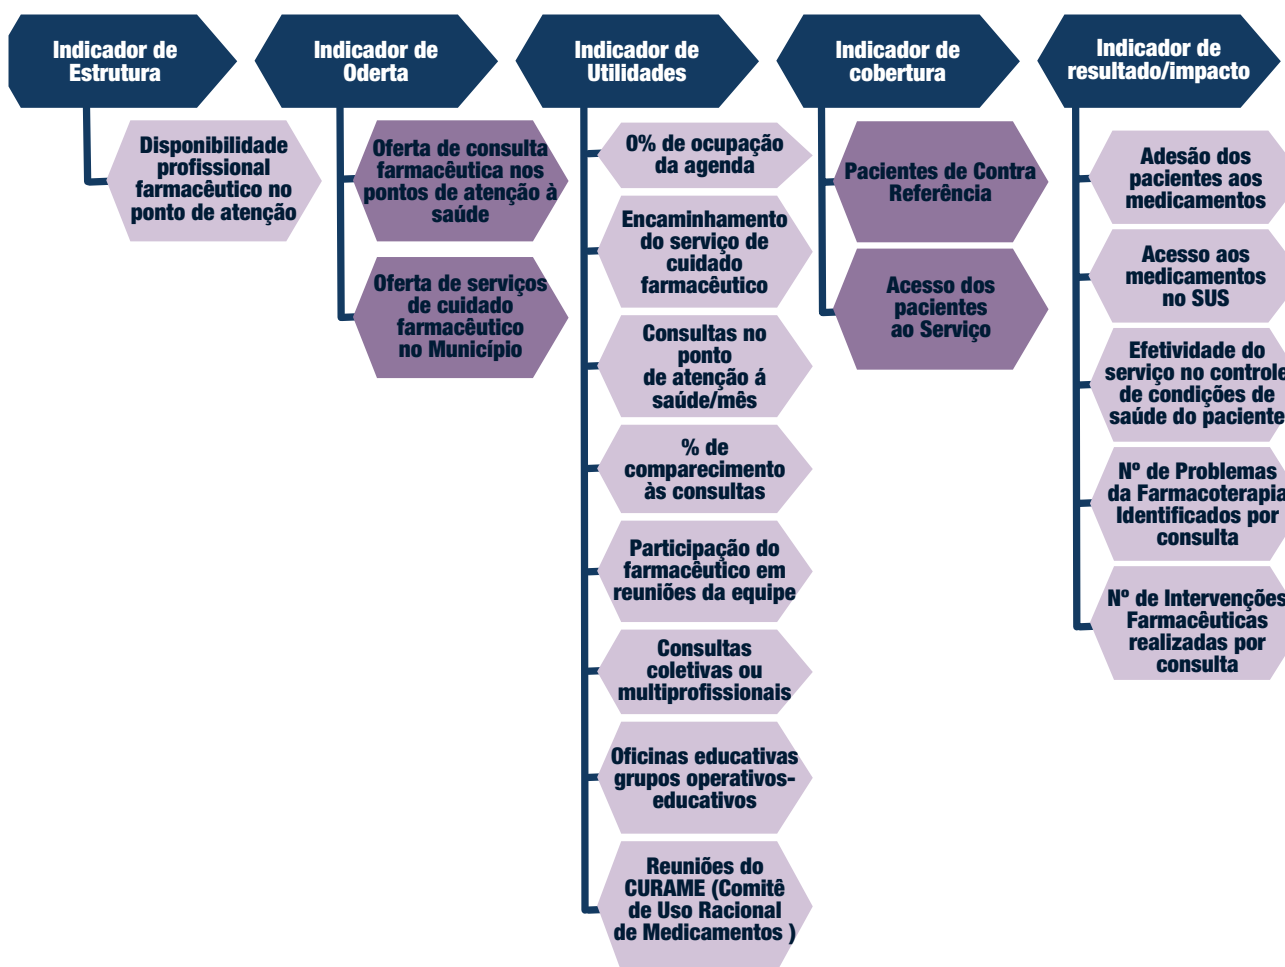 Indicador de
Estrutura
Disponibilidade
profissional
farmacêutico no
ponto de atenção
Indicador de
Oderta
Oferta de consulta
farmacêutica nos
pontos de atenção à
saúde
Oferta de serviços
de cuidado
farmacêutico
no Município
Indicador de
Utilidades
0% de ocupação
da agenda
Encaminhamento
do serviço de
cuidado
farmacêutico
Consultas no
ponto
de atenção á
saúde/mês
% de
comparecimento
às consultas
Participação do
farmacêutico em
reuniões da equipe
Consultas
coletivas ou
multiprofissionais
Oficinas educativas
grupos operativos-
educativos
Reuniões do
CURAME (Comitê
de Uso Racional
de Medicamentos )
Indicador de
cobertura
Pacientes de Contra
Referência
Acesso dos
pacientes
ao Serviço
Indicador de
resultado/impacto
Adesão dos
pacientes aos
medicamentos
Acesso aos
medicamentos
no SUS
Efetividade do
serviço no controle
de condições de
saúde do paciente
Nº de Problemas
da Farmacoterapia
Identificados por
consulta
Nº de Intervenções
Farmacêuticas
realizadas por
consulta